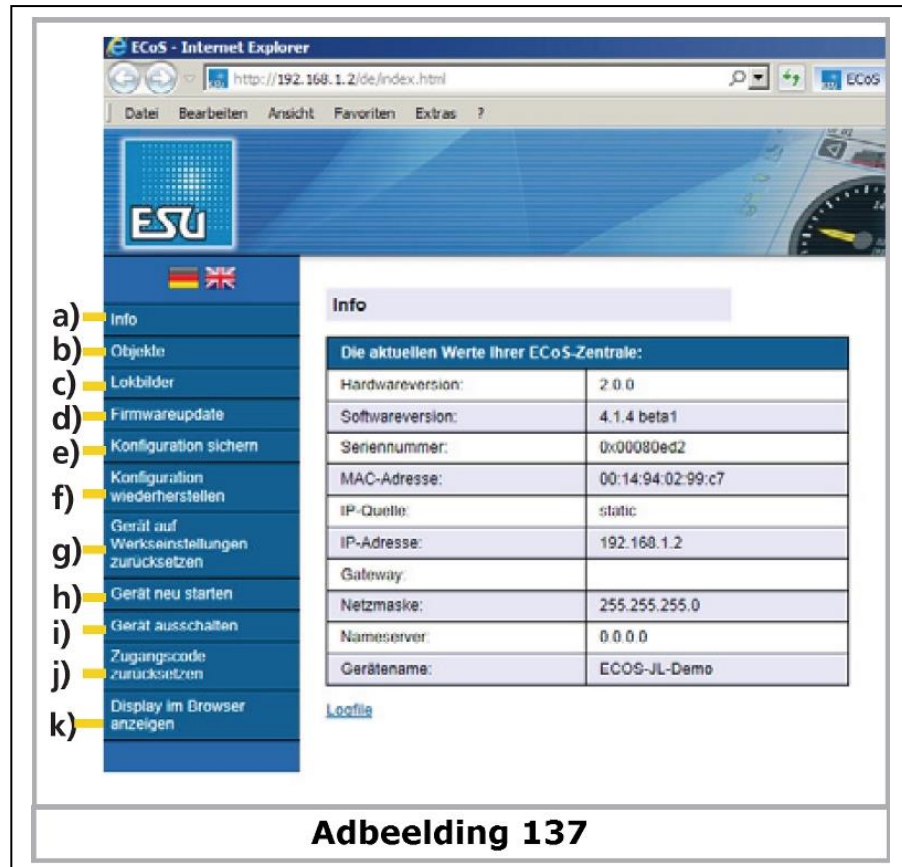 ECoS - Internet Explorer
http://192.168.1.2/de/index.html
ECoS
Datei Bearbeiten Ansicht Favoriten Extras ?
ESU
a) Info
b) Objekte
c) Lokbilder
d) Firmwareupdate
e) Konfiguration sichern
f) Konfiguration
wiederherstellen
g) Gerät auf
Werkseinstellungen
zurücksetzen
h) Gerät neu starten
i) Gerät ausschalten
j) Zugangscode
zurücksetzen
k) Display im Browser
anzeigen
Info
Die aktuellen Werte Ihrer ECoS-Zentrale:
Hardwareversion: 2.0.0
Softwareversion: 4.1.4 beta1
Seriennummer: 0x00080ed2
MAC-Adresse: 00:14:94:02:99:c7
IP-Quelle: static
IP-Adresse: 192.168.1.2
Gateway:
Netzmaske: 255.255.255.0
Nameserver: 0.0.0.0
Gerätename: ECOS-JL-Demo
Logfile
Adbeelding 137